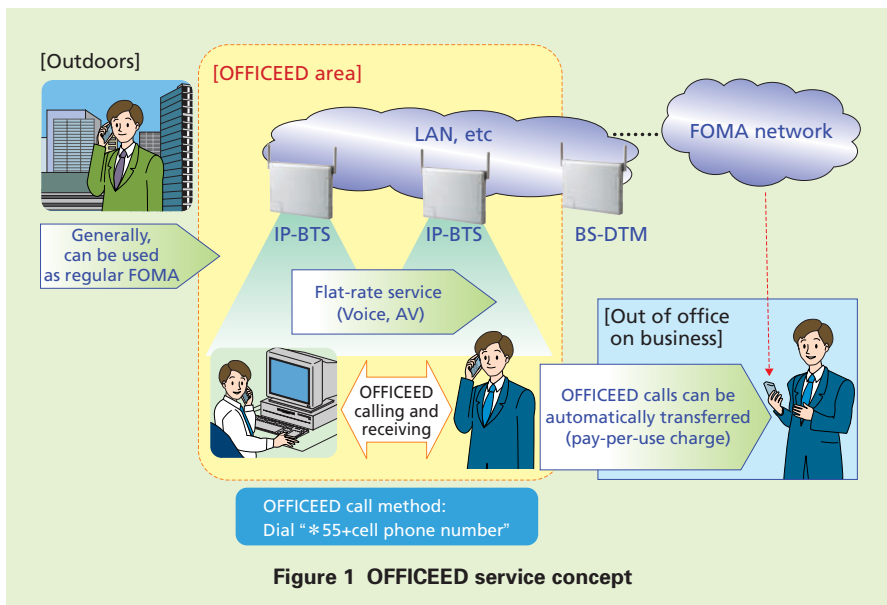 [Outdoors]
[OFFICEED area]
LAN, etc
FOMA network
IP-BTS
IP-BTS
BS-DTM
Generally,
can be used
as regular FOMA
Flat-rate service
(Voice, AV)
[Out of office
on business]
OFFICEED
calling and
receiving
OFFICEED calls can be
automatically transferred
(pay-per-use charge)
OFFICEED call method:
Dial “＊55+cell phone number”
Figure 1 OFFICEED service concept